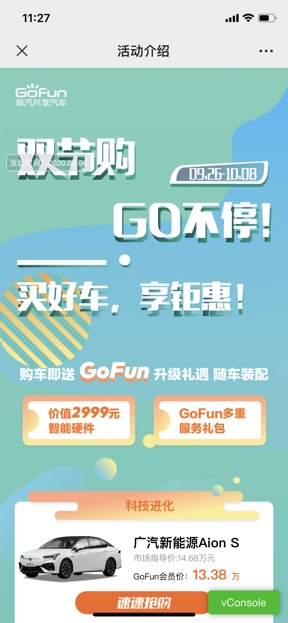 11:27
活动介绍
GoFun
首汽共享汽车
双节购
09.26-10.08
GO不停！
买好车，享钜惠！
购车即送 GoFun 升级礼遇 随车装配
价值2999元
智能硬件
GoFun多重
服务礼包
科技进化
广汽新能源Aion S
市场指导价:14.68万元
GoFun会员价： 13.38 万
速速抢购
vConsole